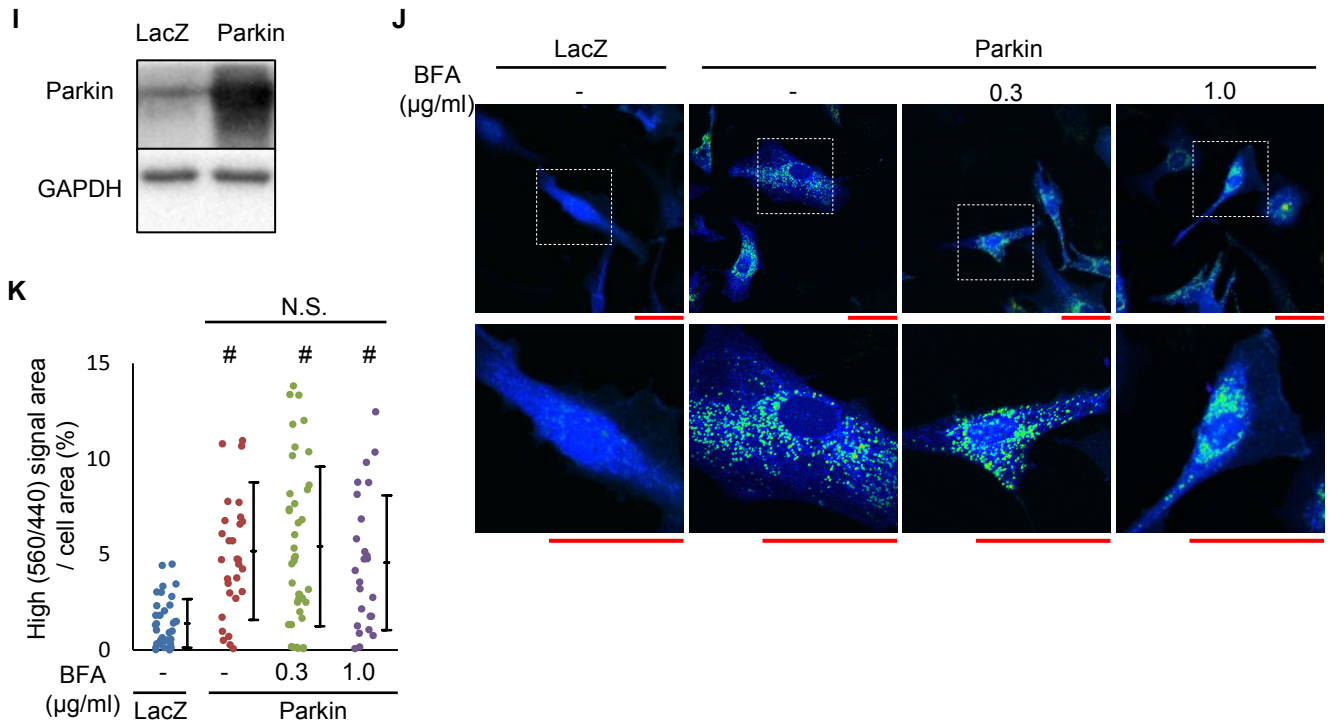 I
LacZ Parkin
Parkin
GAPDH
J
LacZ Parkin
BFA
(µg/ml)
- - 0.3 1.0
K
N.S.
# # #
High (560/440) signal area
/ cell area (%)
15
10
5
0
BFA
(µg/ml)
- - 0.3 1.0
LacZ Parkin